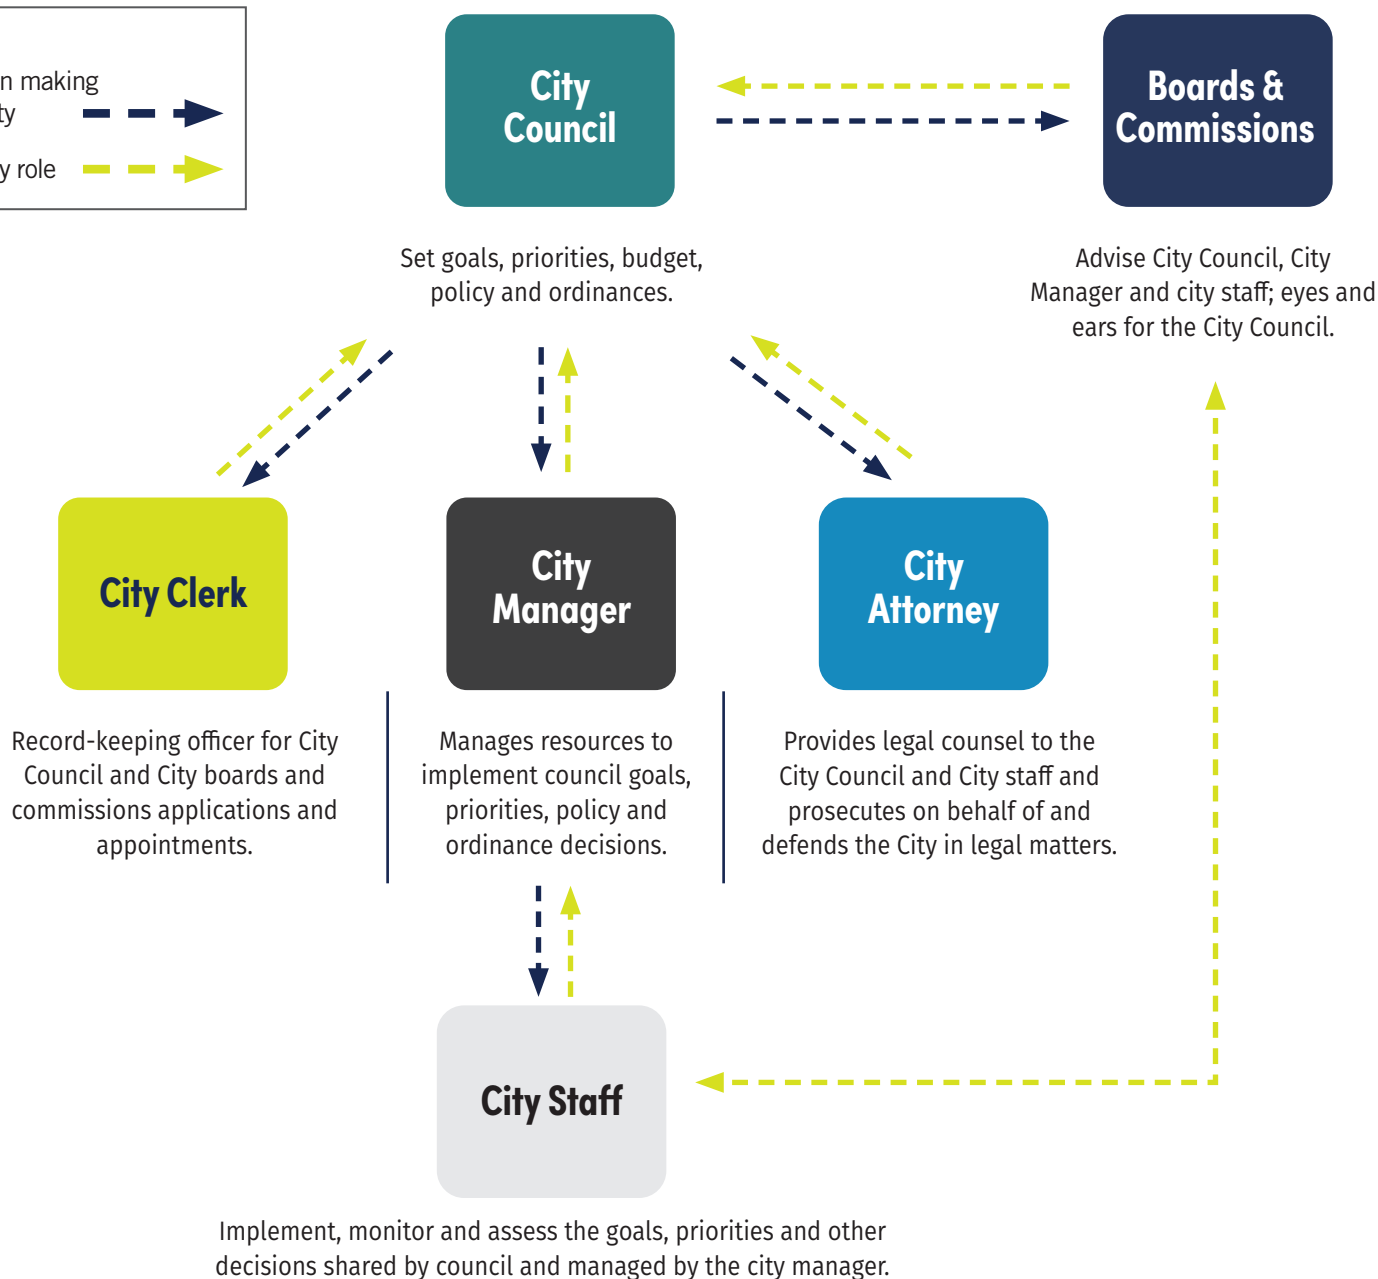 making
role
City
Council
Boards &
Commissions
Set goals, priorities, budget,
policy and ordinances.
Advise City Council, City
Manager and city staff; eyes and
ears for the City Council.
City Clerk
City
Manager
City
Attorney
Record-keeping officer for City
Council and City boards and
commissions applications and
appointments.
Manages resources to
implement council goals,
priorities, policy and
ordinance decisions.
Provides legal counsel to the
City Council and City staff and
prosecutes on behalf of and
defends the City in legal matters.
City Staff
Implement, monitor and assess the goals, priorities and other
decisions shared by council and managed by the city manager.